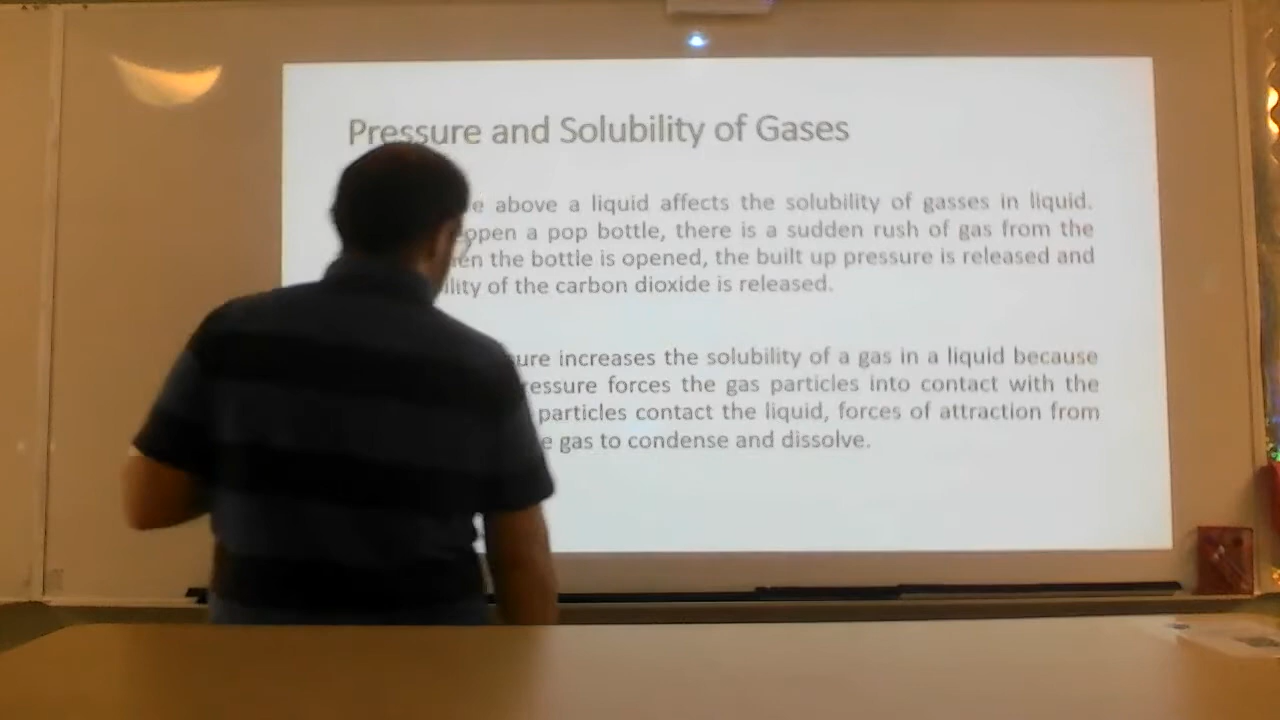 Pressure and Solubility of Gases
e above a liquid affects the solubility of gasses in liquid.
open a pop bottle, there is a sudden rush of gas from the
en the bottle is opened, the built up pressure is released and
lity of the carbon dioxide is released.
ure increases the solubility of a gas in a liquid because
ressure forces the gas particles into contact with the
particles contact the liquid, forces of attraction from
e gas to condense and dissolve.